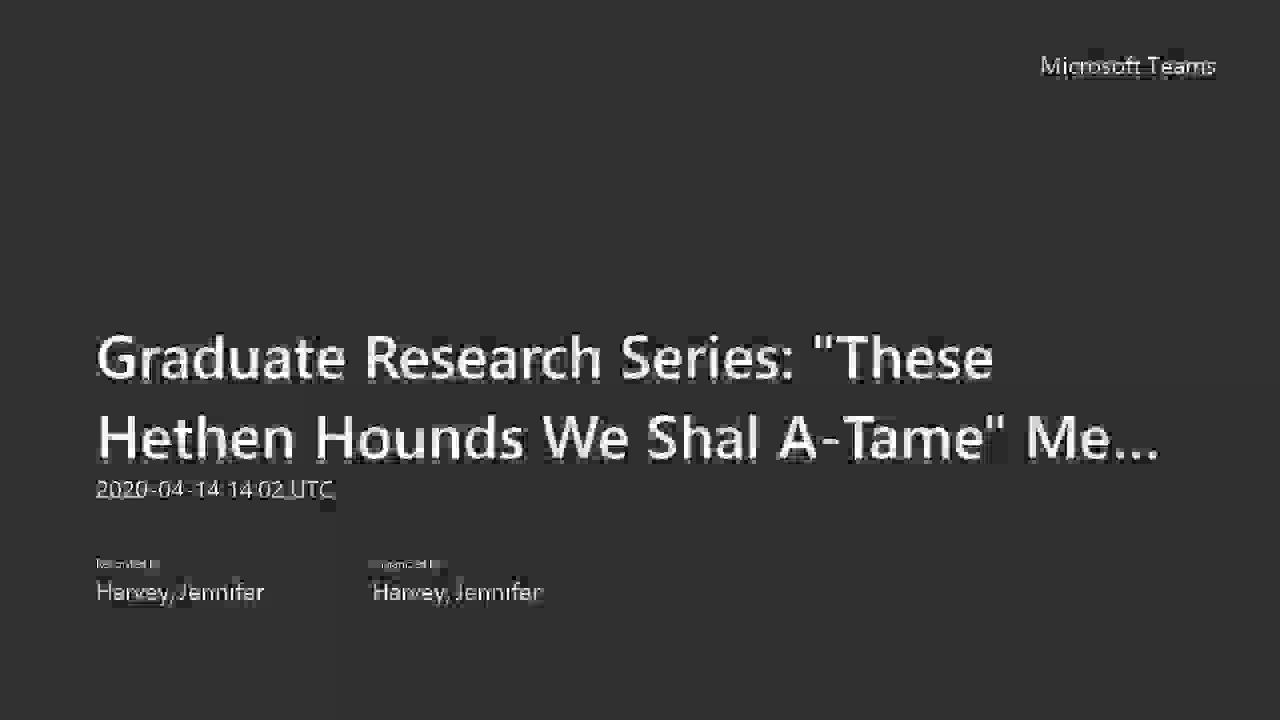 Microsoft Teams
Graduate Research Series: "These
Hethen Hounds We Shal A-Tame" Me...
2020-04-14 14:02 UTC
Recorded by
Organized by
Harvey, Jennifer
Harvey, Jennifer